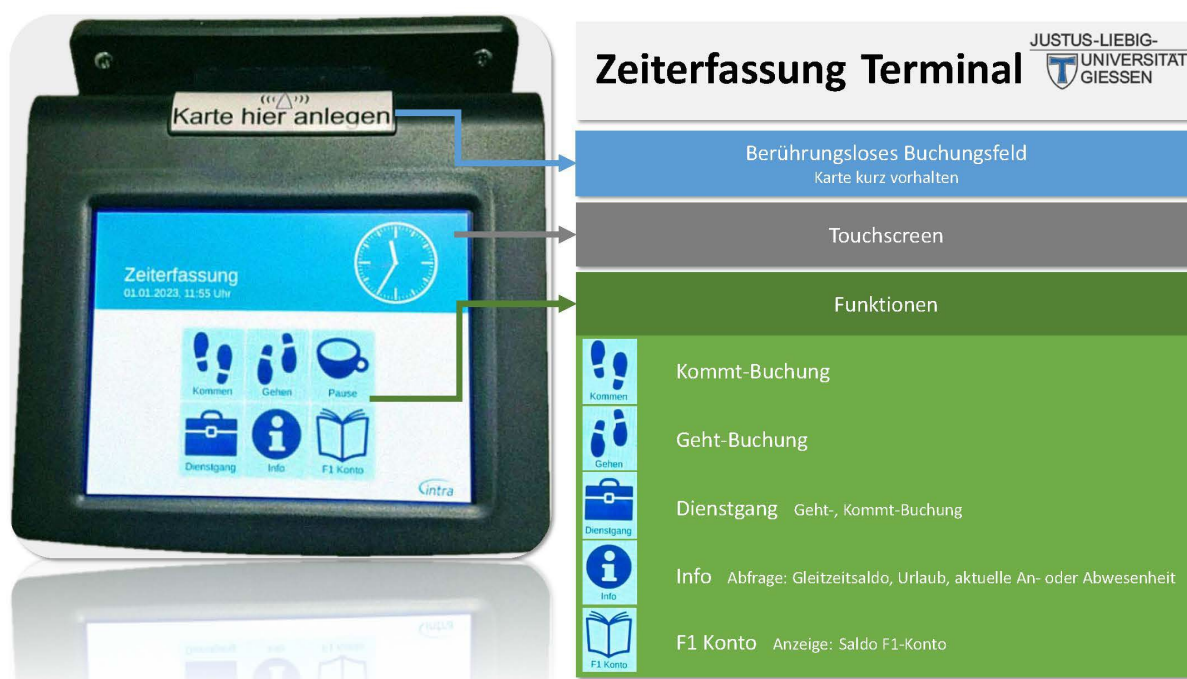 Karte hier anlegen
Zeiterfassung
01.01.2023, 11:55 Uhr
Kommen
Gehen
Pause
Dienstgang
Info
F1 Konto
intra
Zeiterfassung Terminal
JUSTUS-LIEBIG-
UNIVERSITÄT
GIESSEN
Berührungsloses Buchungsfeld
Karte kurz vorhalten
Touchscreen
Funktionen
Kommen
Kommt-Buchung
Gehen
Geht-Buchung
Dienstgang
Dienstgang Geht-, Kommt-Buchung
Info
Info Abfrage: Gleitzeitsaldo, Urlaub, aktuelle An- oder Abwesenheit
F1 Konto
F1 Konto Anzeige: Saldo F1-Konto